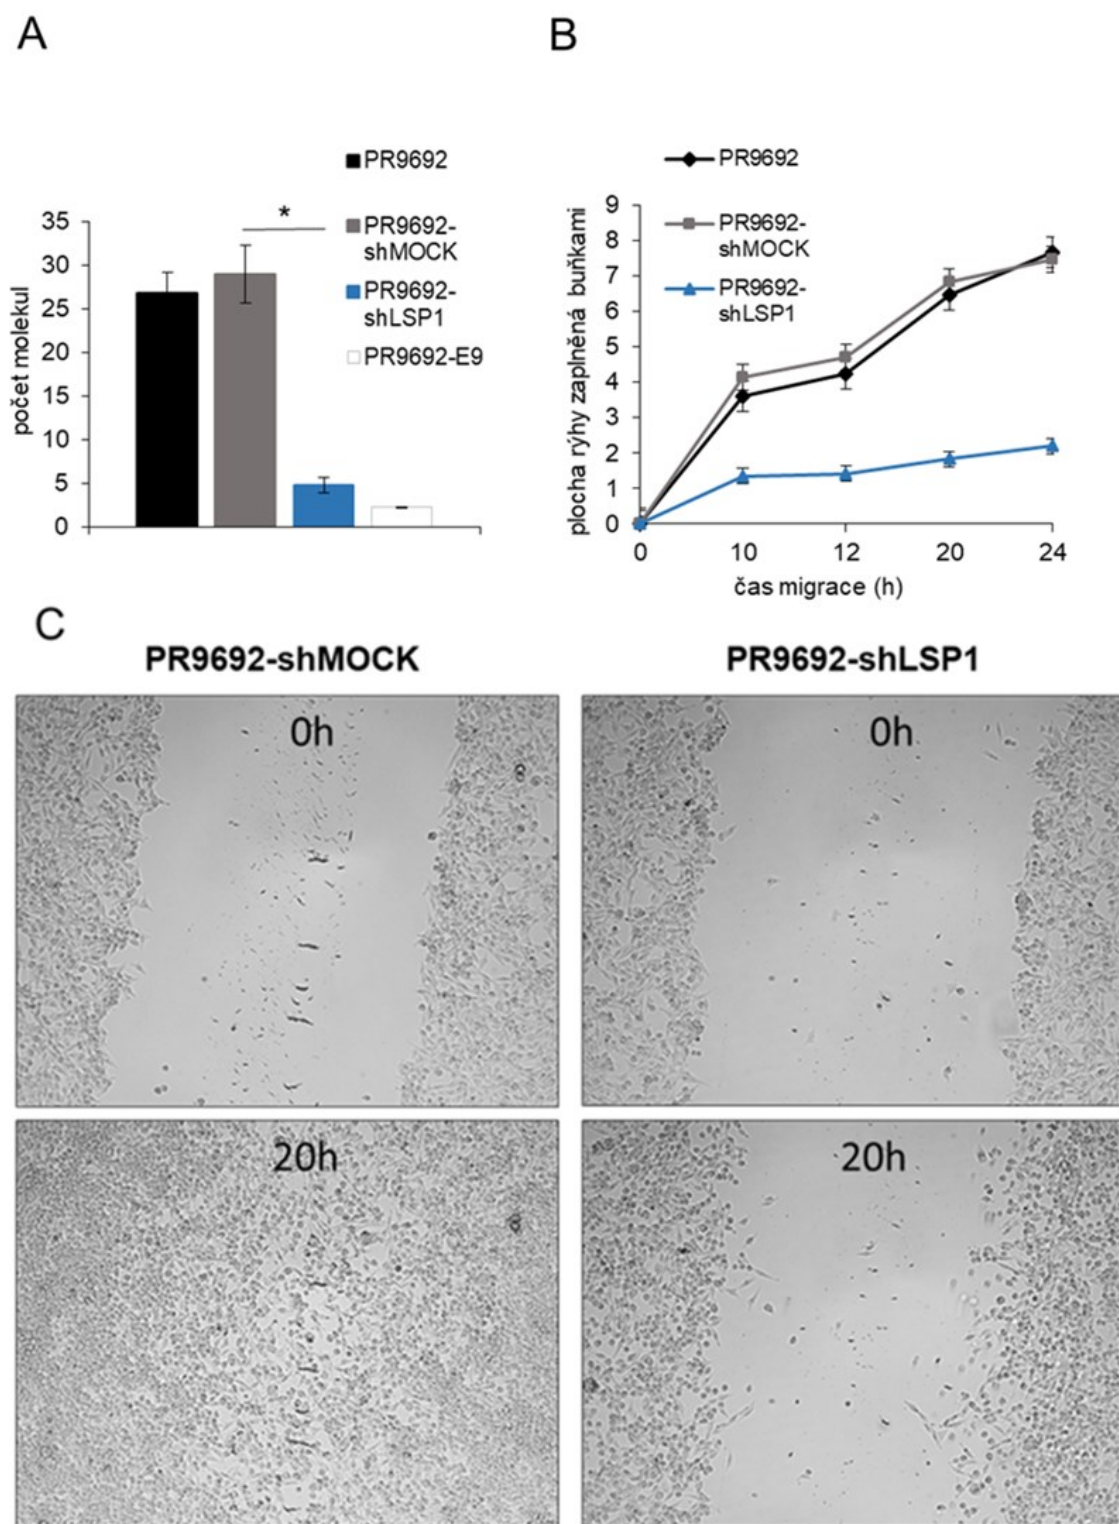 A
B
PR9692
PR9692-
shMOCK
PR9692-
shLSP1
PR9692-E9
*
35
30
25
20
15
10
5
0
počet molekul
PR9692
PR9692-
shMOCK
PR9692-
shLSP1
9
8
7
6
5
4
3
2
1
0
plocha rýhy zaplněná buňkami
0 10 12 20 24
čas migrace (h)
C
PR9692-shMOCK
PR9692-shLSP1
0h
0h
20h
20h